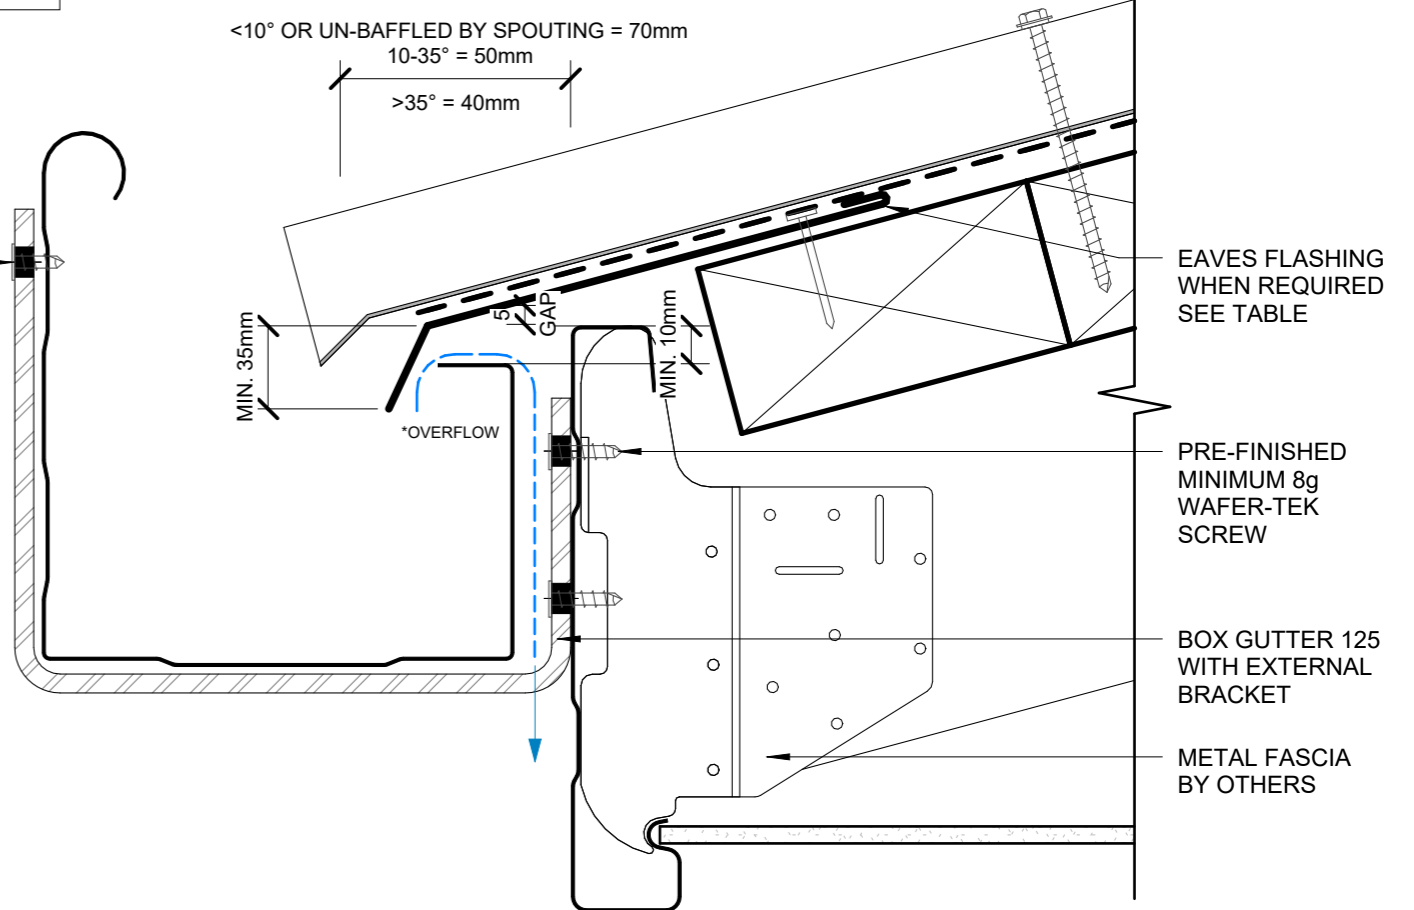 <10° OR UN-BAFFLED BY SPOUTING = 70mm
10-35° = 50mm
>35° = 40mm
EAVES FLASHING
WHEN REQUIRED
SEE TABLE
5
GAP
MIN. 35mm
MIN. 10mm
*OVERFLOW
PRE-FINISHED
MINIMUM 8g
WAFER-TEK
SCREW
BOX GUTTER 125
WITH EXTERNAL
BRACKET
METAL FASCIA
BY OTHERS